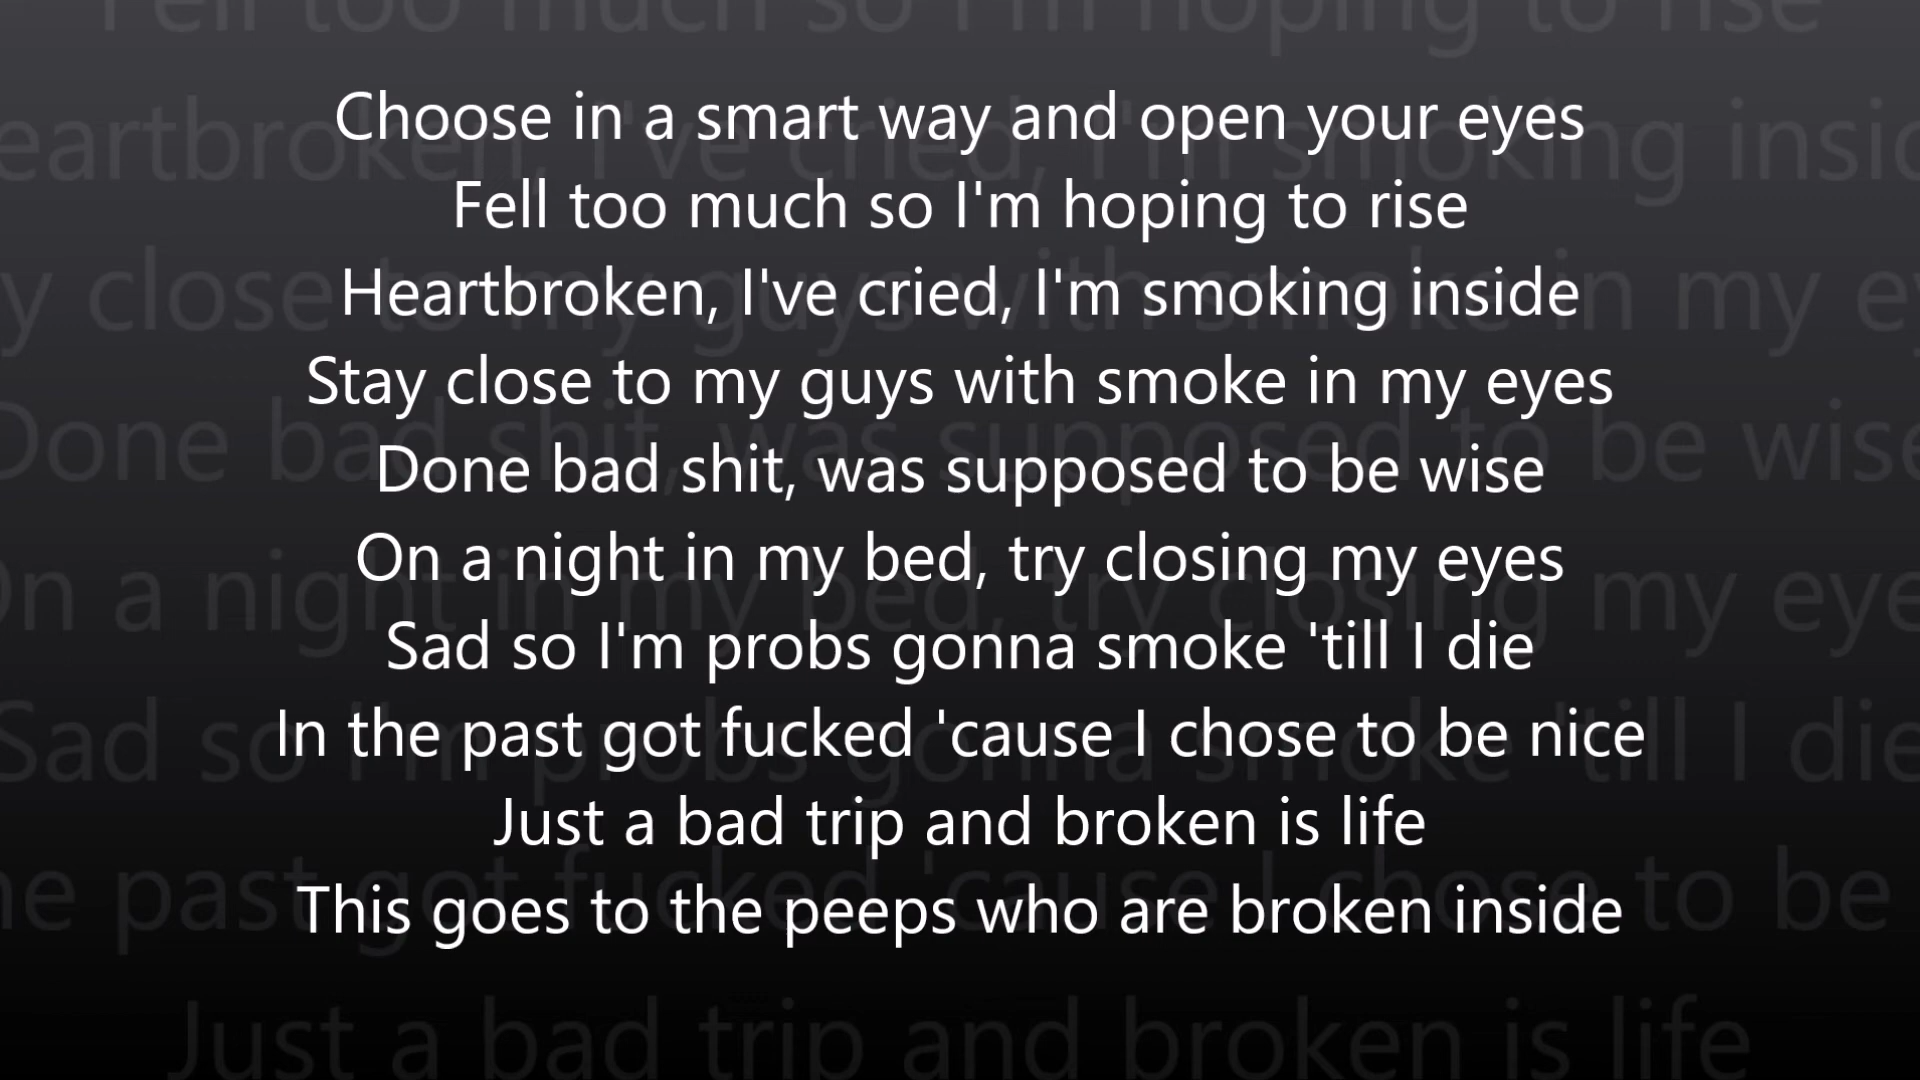 Choose in a smart way and open your eyes
Fell too much so I'm hoping to rise
Heartbroken, I've cried, I'm smoking inside
Stay close to my guys with smoke in my eyes
Done bad shit, was supposed to be wise
On a night in my bed, try closing my eyes
Sad so I'm probs gonna smoke 'till I die
In the past got fucked 'cause I chose to be nice
Just a bad trip and broken is life
This goes to the peeps who are broken inside